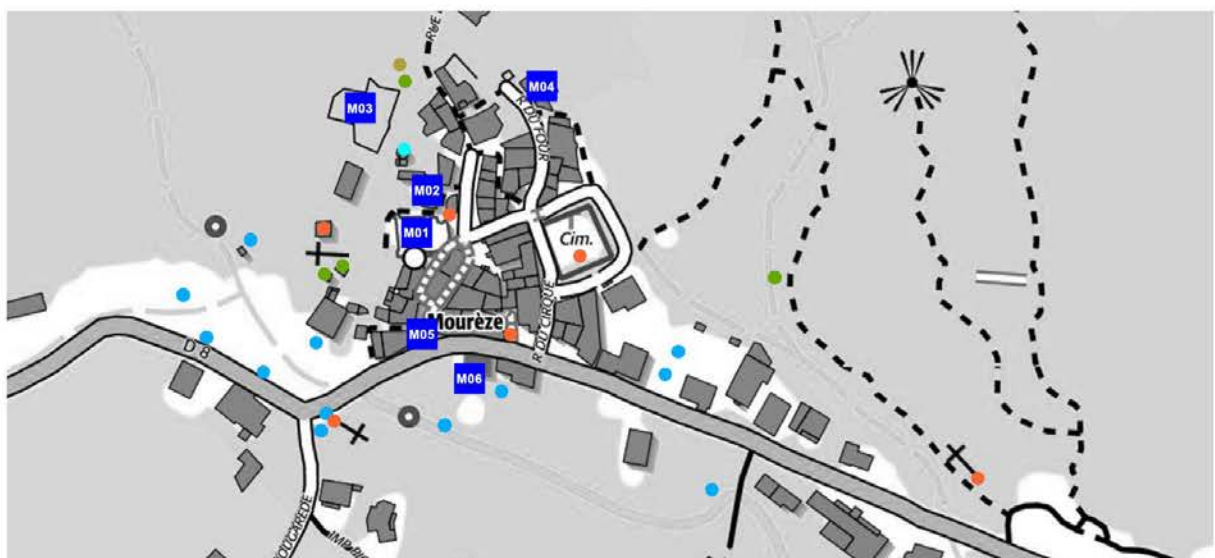 M04
M03
R DU FOUR
M02
M01
Cim.
Mourèze
M05
D 8
R DU CIRQUE
M06